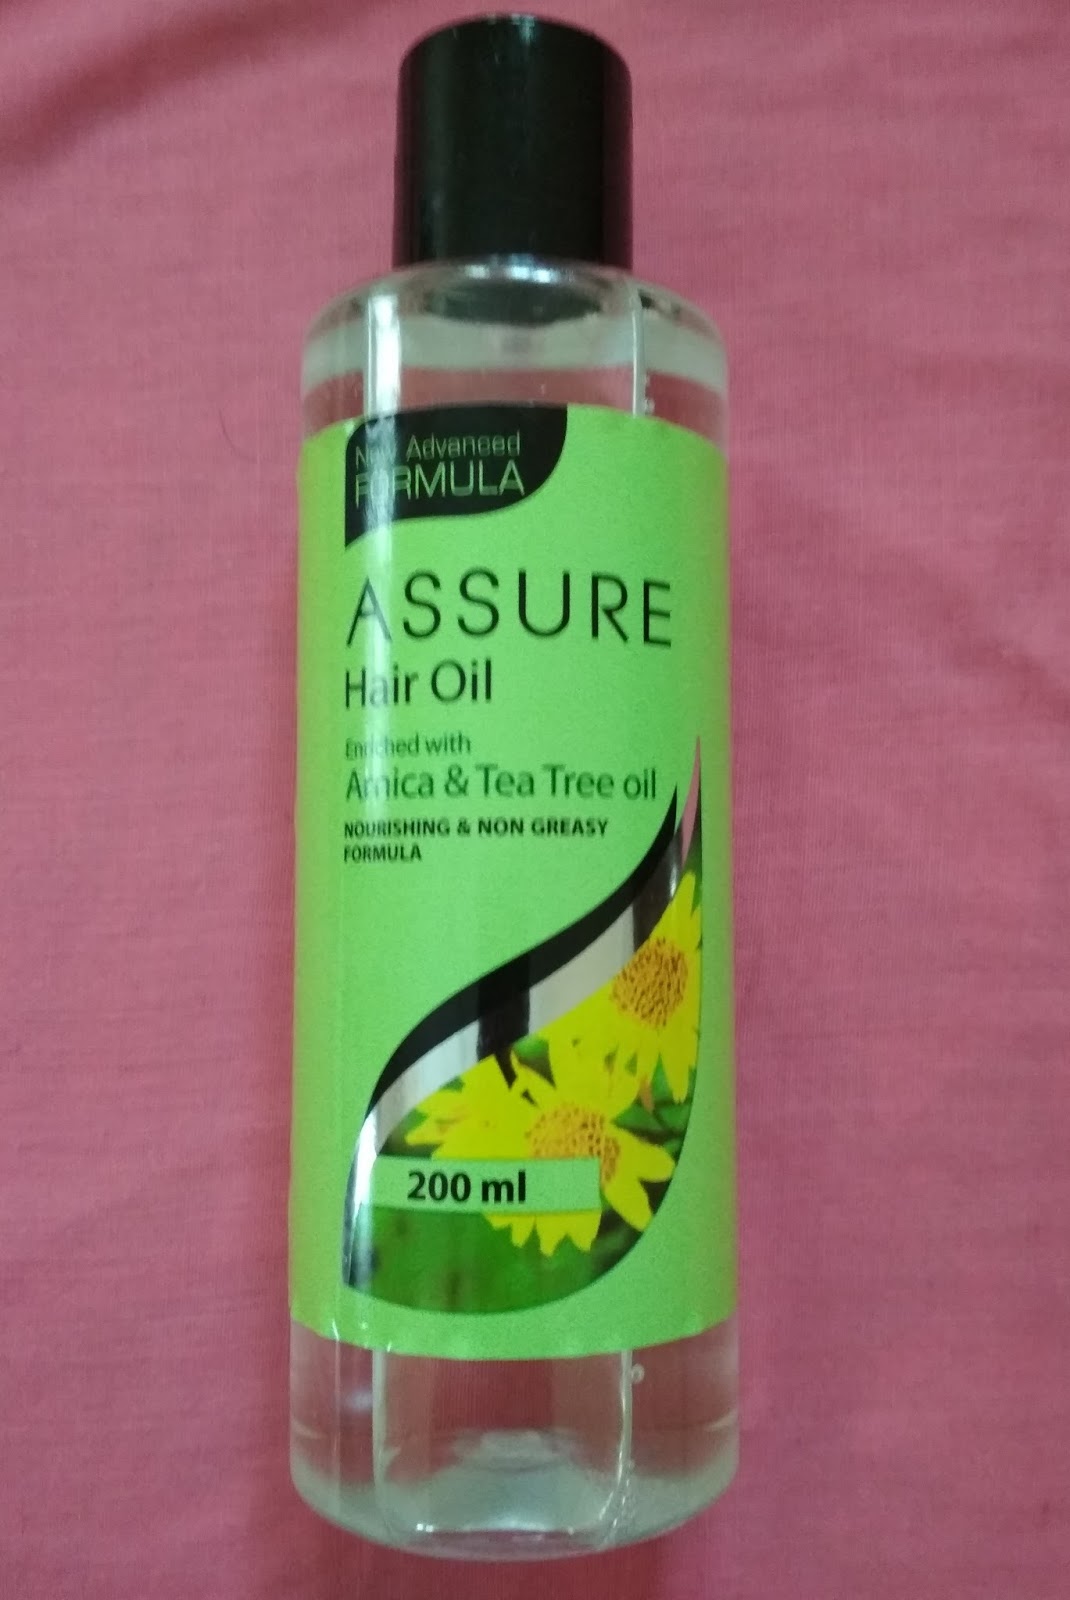 New Advanced
FORMULA
ASSURE
Hair Oil
Enriched with
Arnica & Tea Tree oil
NOURISHING & NON GREASY
FORMULA
200 ml